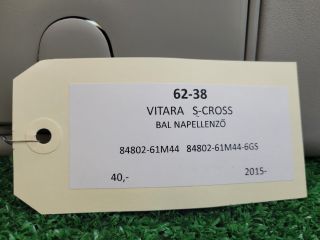 62-38
VITARA S-CROSS
BAL NAPELLENZŐ
84802-61M44 84802-61M44-6GS
40,- 2015-